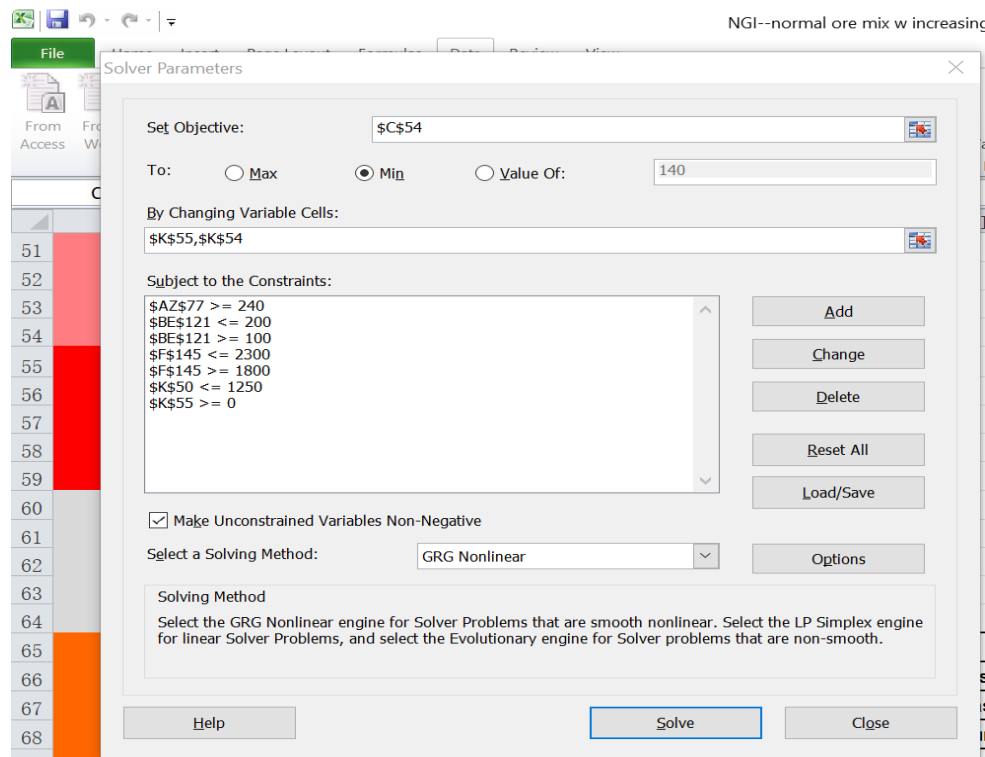 NGI--normal ore mix w increasing
File
Solver Parameters
From
Access
Set Objective:
$C$54
To:
Max
Min
Value Of:
140
By Changing Variable Cells:
$K$55,$K$54
Subject to the Constraints:
$AZ$77 >= 240
$BE$121 <= 200
$BE$121 >= 100
$F$145 <= 2300
$F$145 >= 1800
$K$50 <= 1250
$K$55 >= 0
Add
Change
Delete
Reset All
Load/Save
Make Unconstrained Variables Non-Negative
Select a Solving Method:
GRG Nonlinear
Options
Solving Method
Select the GRG Nonlinear engine for Solver Problems that are smooth nonlinear. Select the LP Simplex engine
for linear Solver Problems, and select the Evolutionary engine for Solver problems that are non-smooth.
Help
Solve
Close
51
52
53
54
55
56
57
58
59
60
61
62
63
64
65
66
67
68